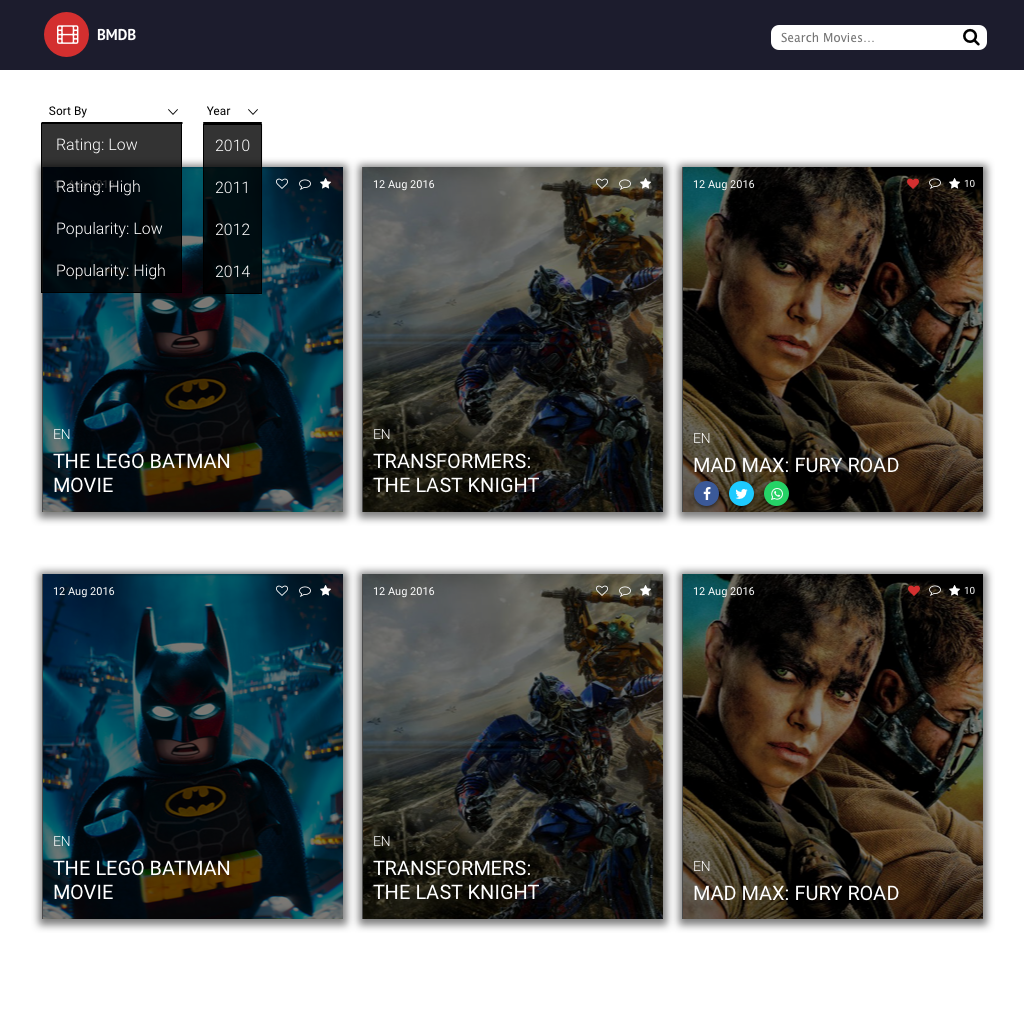 BMDB
Search Movies...
Sort By
Year
Rating: Low
Rating: High
Popularity: Low
Popularity: High
2010
2011
2012
2014
12 Aug 2016
12 Aug 2016
10
EN
THE LEGO BATMAN
MOVIE
EN
TRANSFORMERS:
THE LAST KNIGHT
EN
MAD MAX: FURY ROAD
12 Aug 2016
12 Aug 2016
12 Aug 2016
10
EN
THE LEGO BATMAN
MOVIE
EN
TRANSFORMERS:
THE LAST KNIGHT
EN
MAD MAX: FURY ROAD